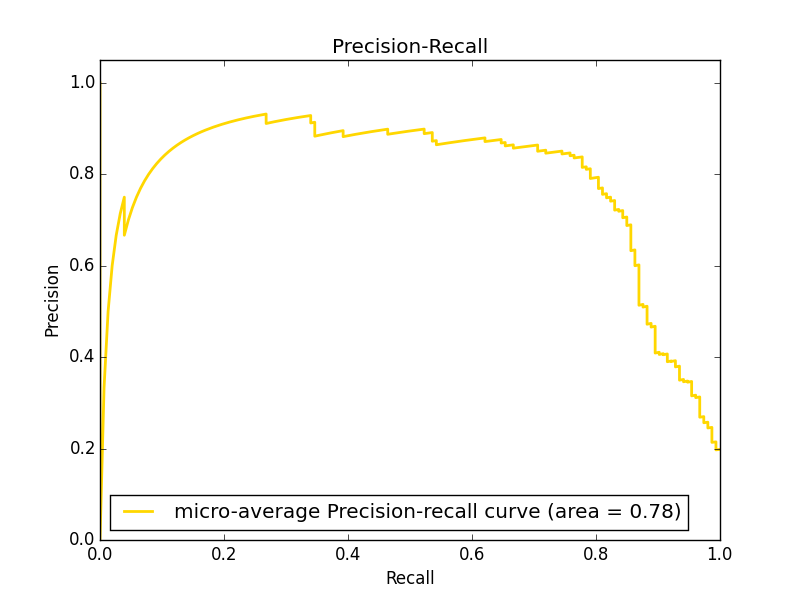 Precision-Recall
1.0
0.8
0.6
0.4
0.2
0.0
Precision
micro-average Precision-recall curve (area = 0.78)
0.0 0.2 0.4 0.6 0.8 1.0
Recall